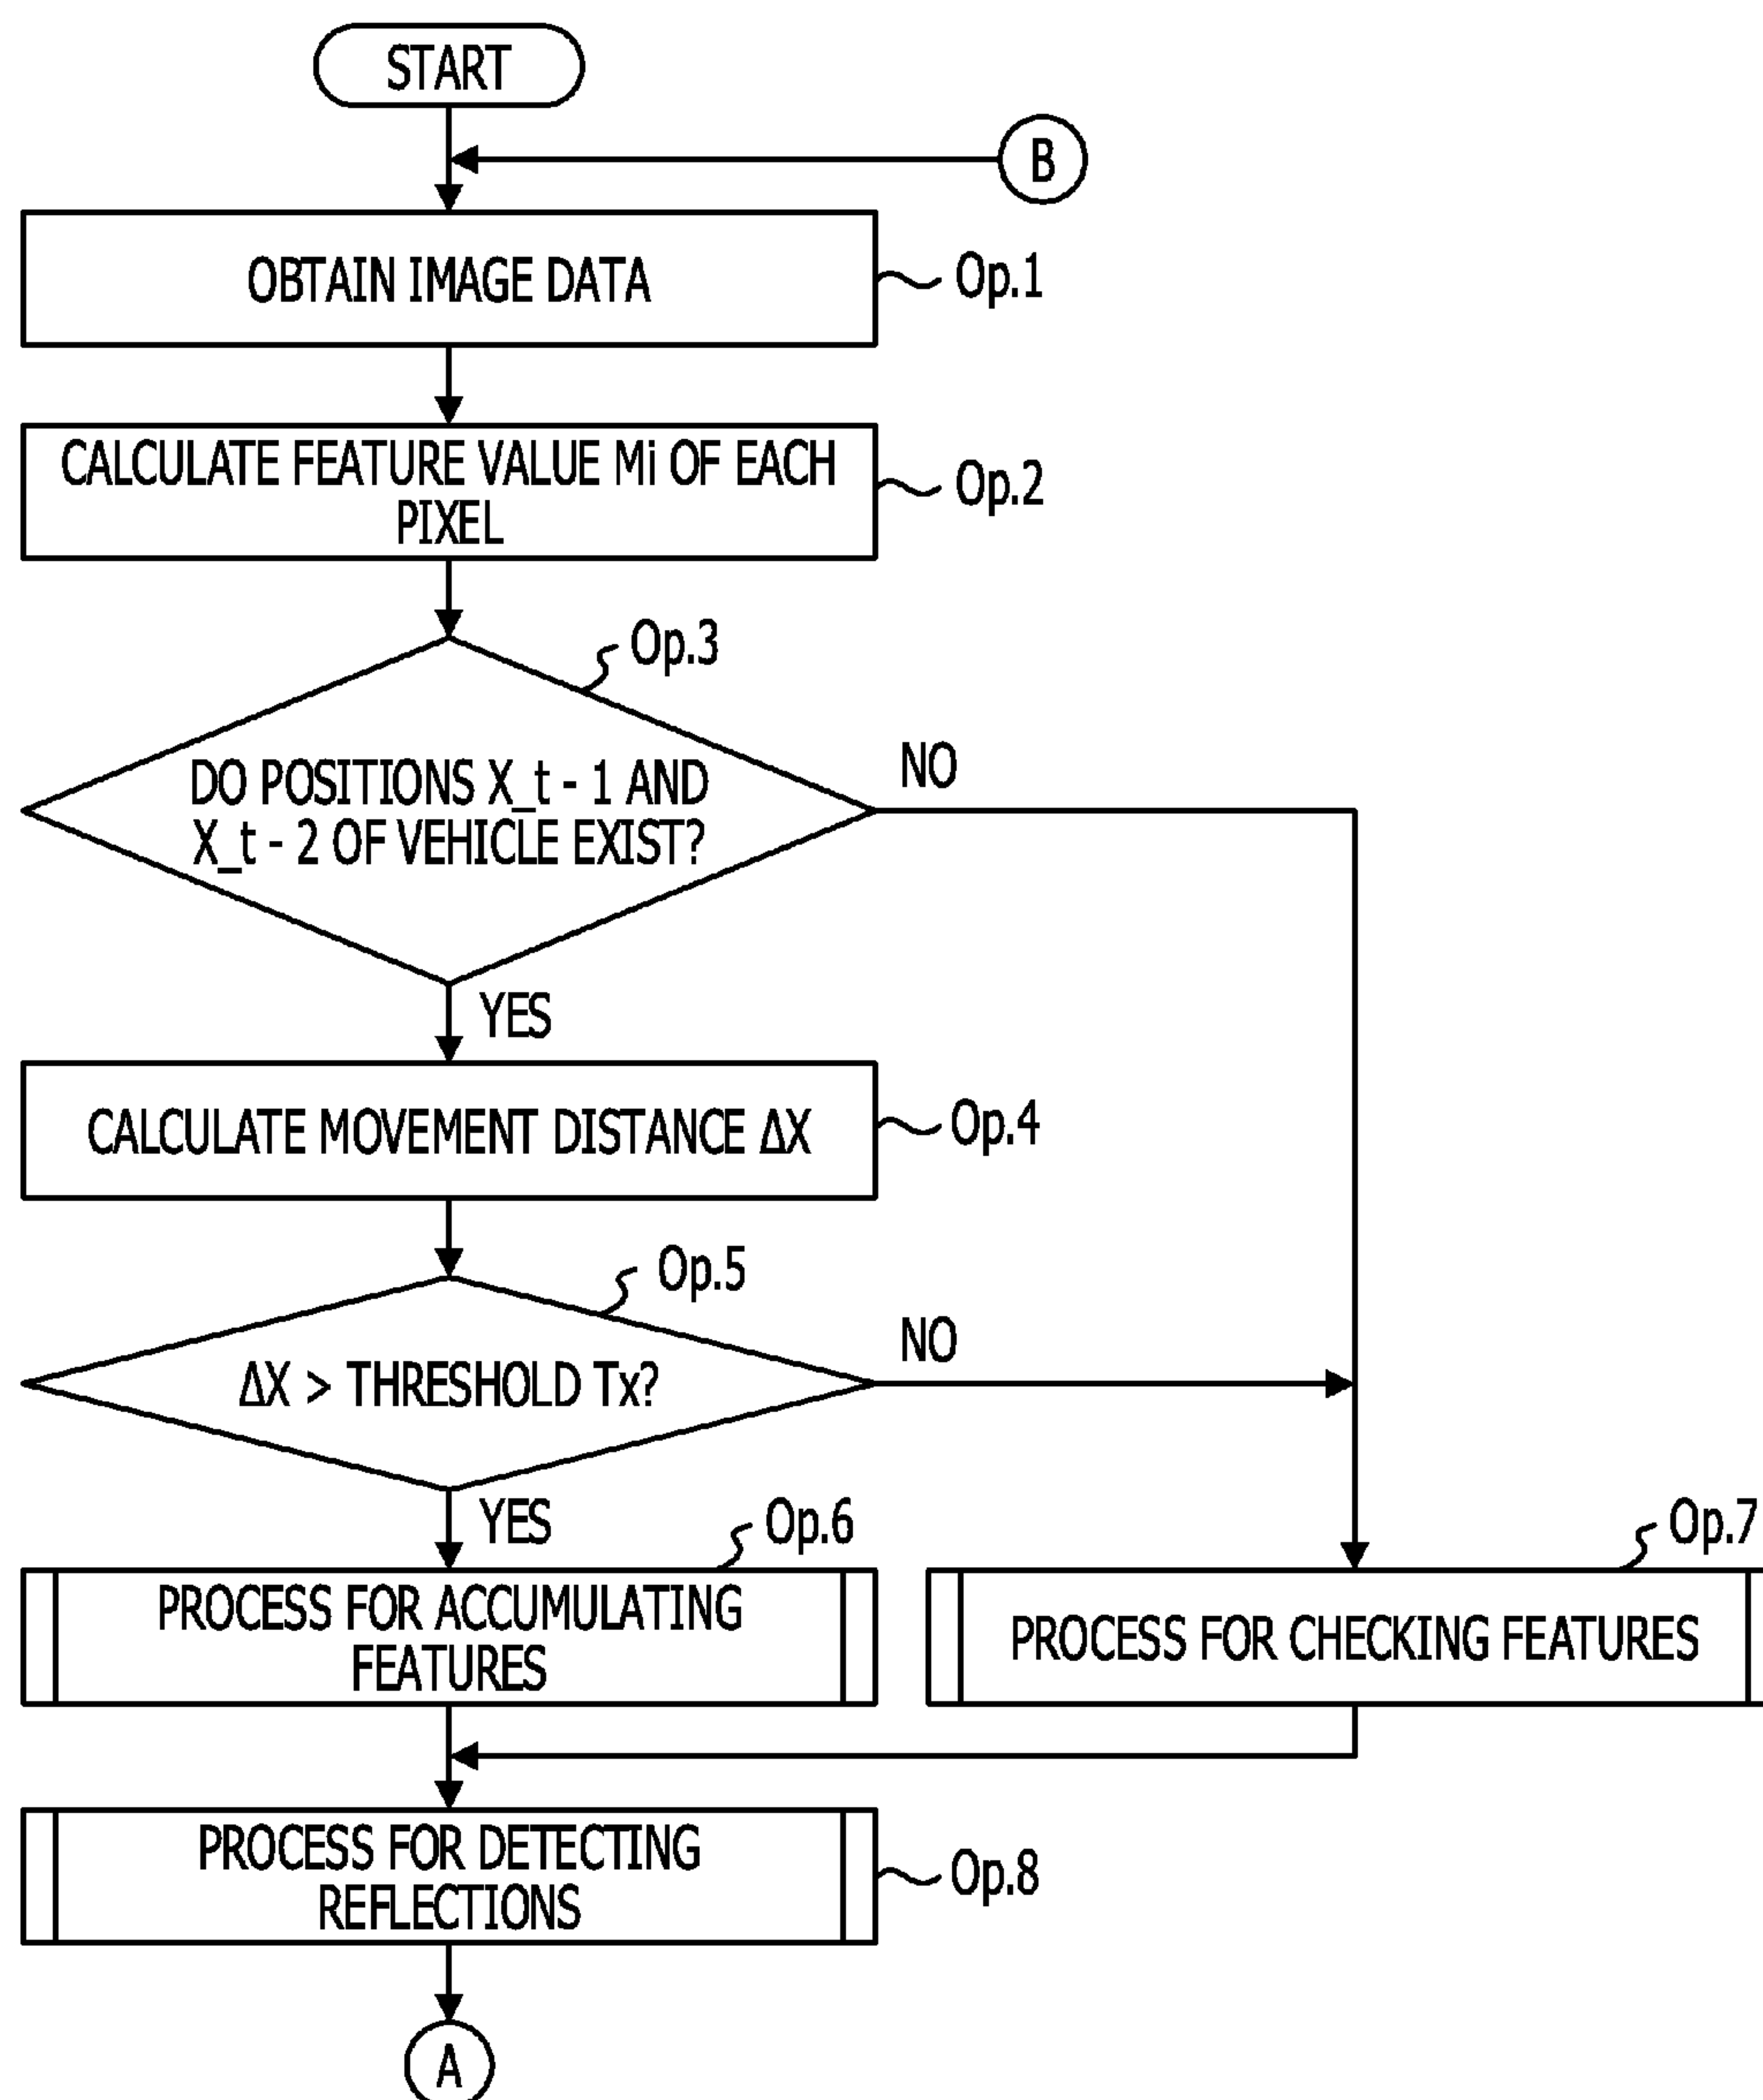 START
B
OBTAIN IMAGE DATA
Op.1
CALCULATE FEATURE VALUE Mi OF EACH
PIXEL
Op.2
Op.3
DO POSITIONS X_t - 1 AND
X_t - 2 OF VEHICLE EXIST?
NO
YES
CALCULATE MOVEMENT DISTANCE ΔX
Op.4
Op.5
ΔX > THRESHOLD Tx?
NO
YES
Op.6
PROCESS FOR ACCUMULATING
FEATURES
Op.7
PROCESS FOR CHECKING FEATURES
PROCESS FOR DETECTING
REFLECTIONS
Op.8
A